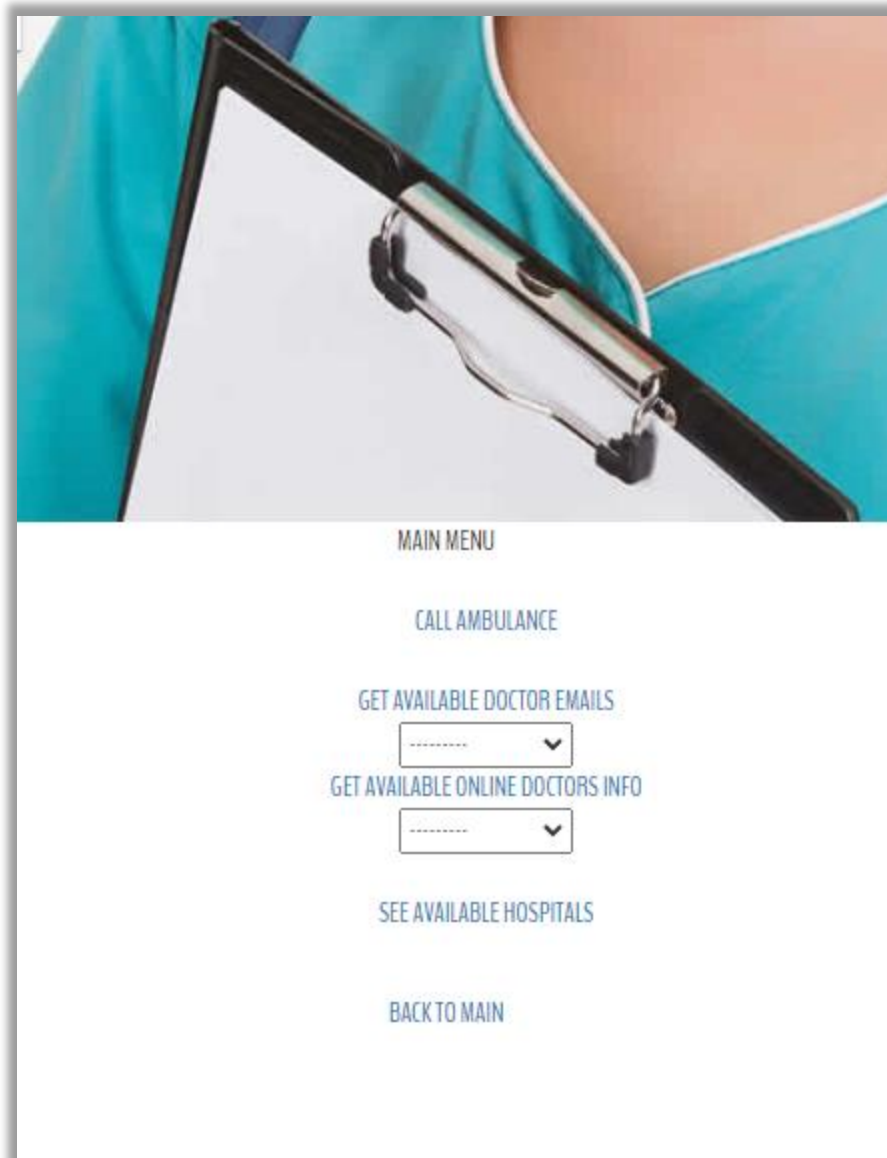 MAIN MENU
CALL AMBULANCE
GET AVAILABLE DOCTOR EMAILS
---------
GET AVAILABLE ONLINE DOCTORS INFO
---------
SEE AVAILABLE HOSPITALS
BACK TO MAIN